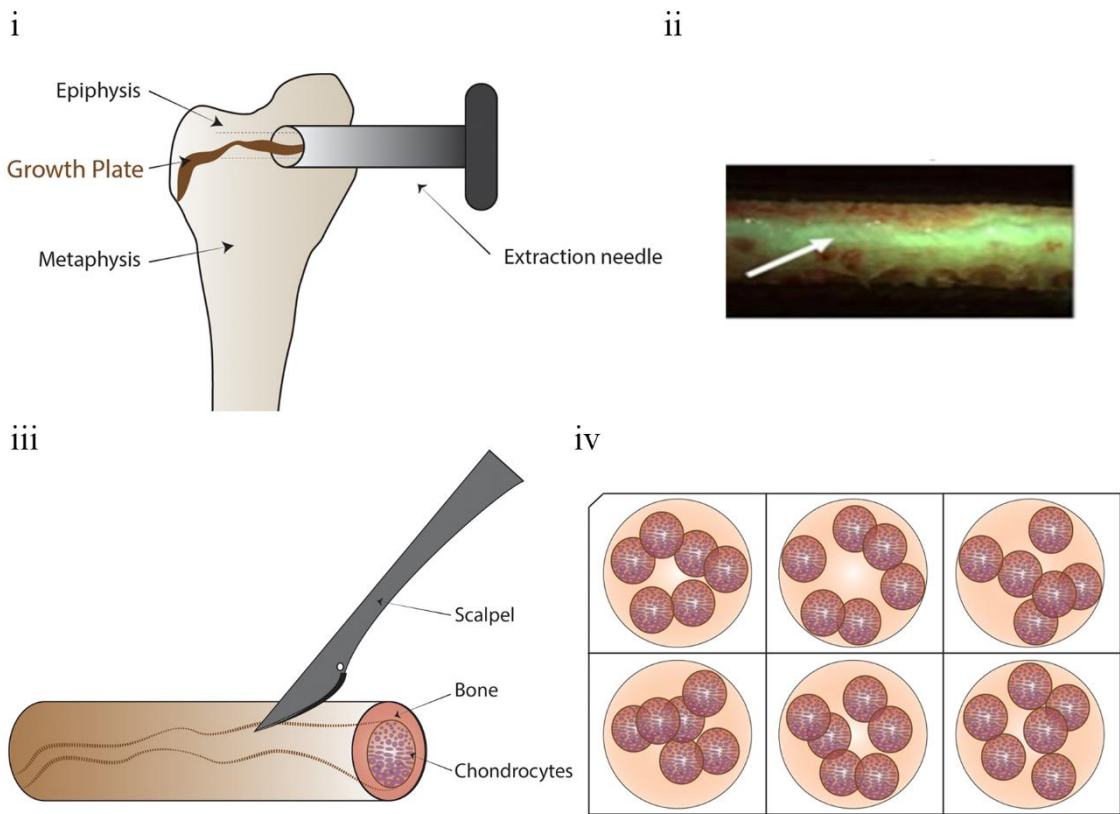 i
ii
Epiphysis
Growth Plate
Metaphysis
Extraction needle
iii
iv
Scalpel
Bone
Chondrocytes